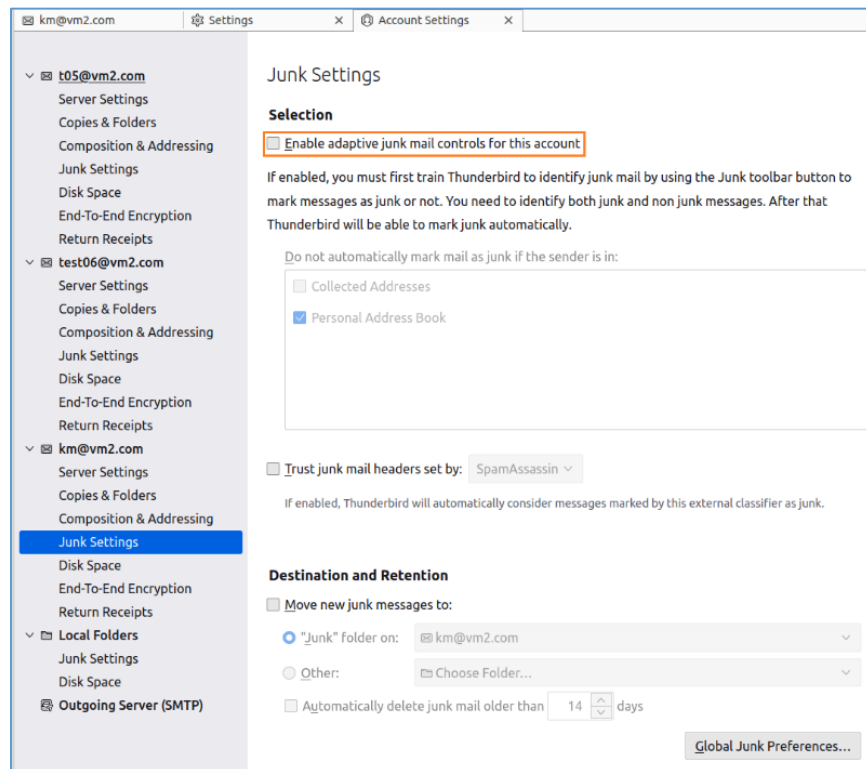 km@vm2.com
Settings
Account Settings
t05@vm2.com
Server Settings
Copies & Folders
Composition & Addressing
Junk Settings
Disk Space
End-To-End Encryption
Return Receipts
test06@vm2.com
Server Settings
Copies & Folders
Composition & Addressing
Junk Settings
Disk Space
End-To-End Encryption
Return Receipts
km@vm2.com
Server Settings
Copies & Folders
Composition & Addressing
Junk Settings
Disk Space
End-To-End Encryption
Return Receipts
Local Folders
Junk Settings
Disk Space
Outgoing Server (SMTP)
Junk Settings
Selection
Enable adaptive junk mail controls for this account
If enabled, you must first train Thunderbird to identify junk mail by using the Junk toolbar button to
mark messages as junk or not. You need to identify both junk and non junk messages. After that
Thunderbird will be able to mark junk automatically.
Do not automatically mark mail as junk if the sender is in:
Collected Addresses
Personal Address Book
Trust junk mail headers set by: SpamAssassin
If enabled, Thunderbird will automatically consider messages marked by this external classifier as junk.
Destination and Retention
Move new junk messages to:
"Junk" folder on: km@vm2.com
Other: Choose Folder...
Automatically delete junk mail older than 14 days
Global Junk Preferences...